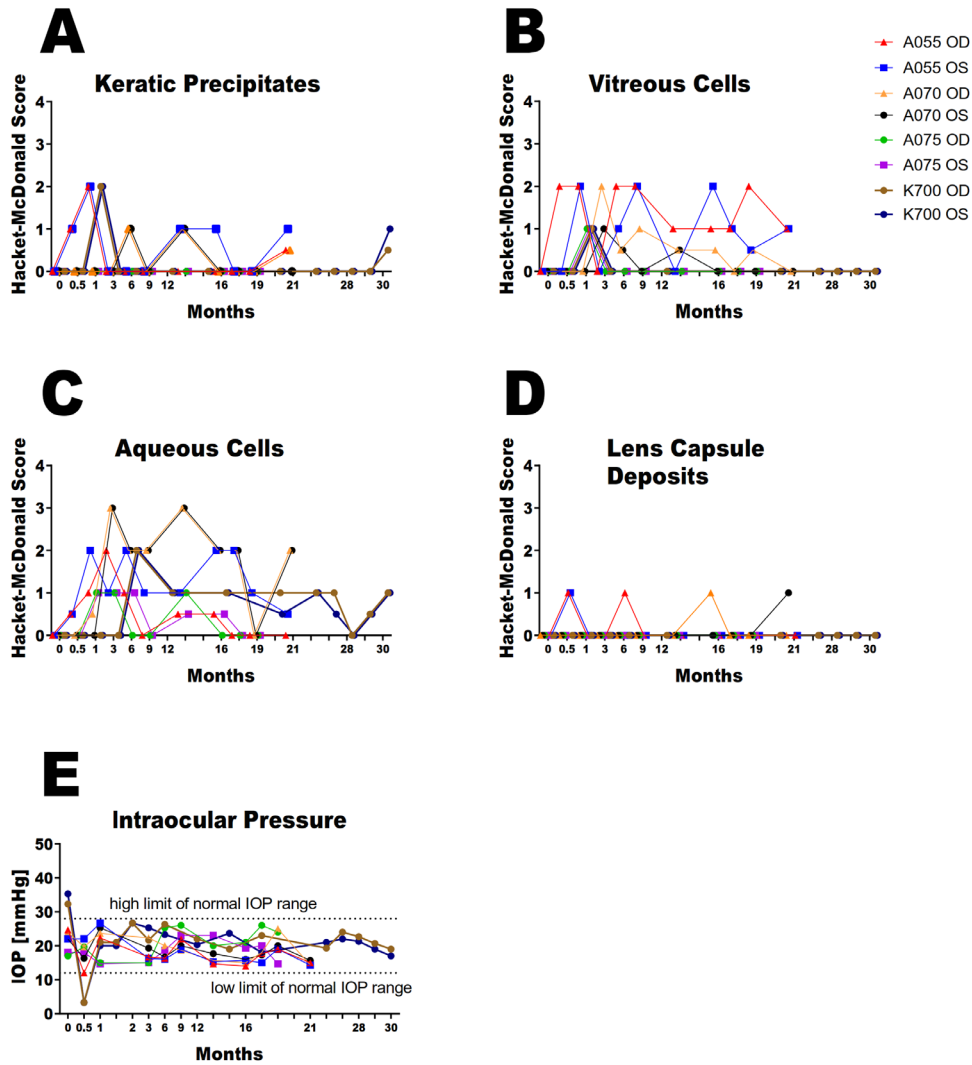 A
Keratic Precipitates
Hacket-McDonald Score
4
3
2
1
0
0 0.5 1 3 6 9 12 16 19 21 28 30
Months
B
Vitreous Cells
Hacket-McDonald Score
4
3
2
1
0
0 0.5 1 3 6 9 12 16 19 21 28 30
Months
A055 OD
A055 OS
A070 OD
A070 OS
A075 OD
A075 OS
K700 OD
K700 OS
C
Aqueous Cells
Hacket-McDonald Score
4
3
2
1
0
0 0.5 1 3 6 9 12 16 19 21 28 30
Months
D
Lens Capsule
Deposits
Hacket-McDonald Score
4
3
2
1
0
0 0.5 1 3 6 9 12 16 19 21 28 30
Months
E
Intraocular Pressure
IOP [mmHg]
50
40
30
20
10
0
high limit of normal IOP range
low limit of normal IOP range
0 0.5 1 2 3 6 9 12 16 21 28 30
Months